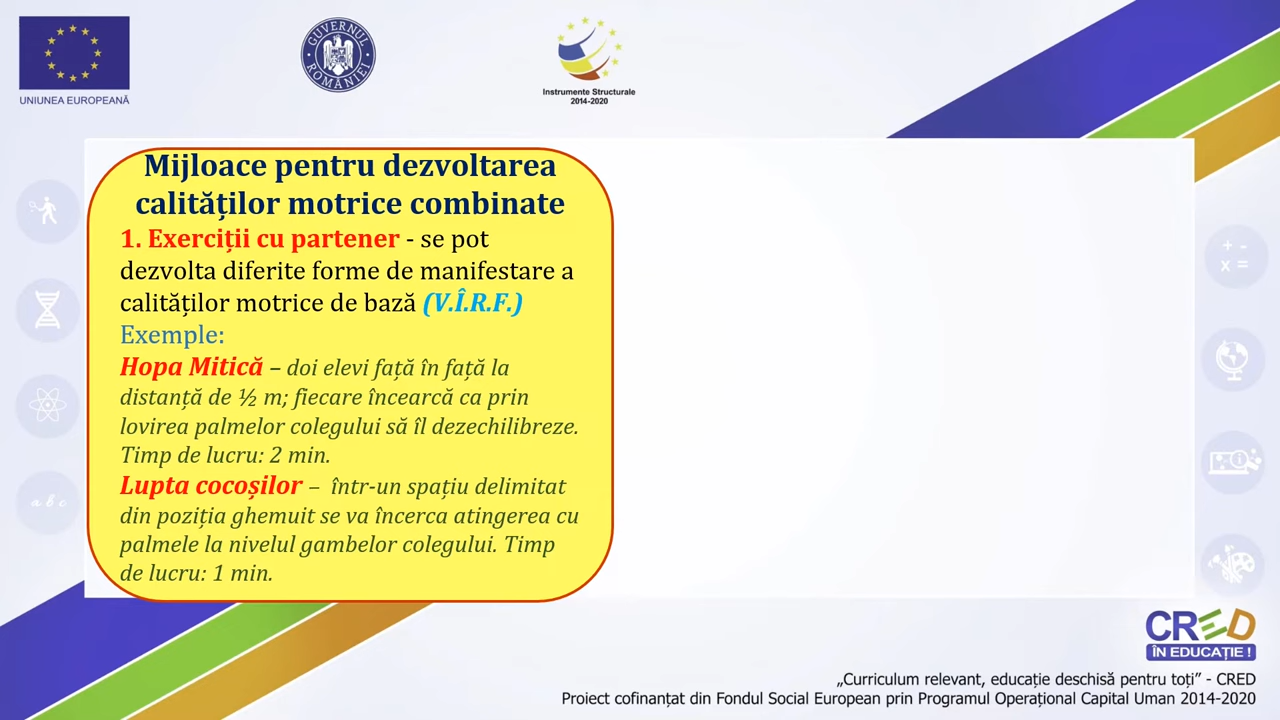 UNIUNEA EUROPEANĂ
GUVERNUL ROMÂNIEI
Instrumente Structurale
2014-2020
Mijloace pentru dezvoltarea
calităților motrice combinate
1. Exerciții cu partener - se pot
dezvolta diferite forme de manifestare a
calităților motrice de bază (V.Î.R.F.)
Exemple:
Hopa Mitică – doi elevi față în față la
distanță de ½ m; fiecare încearcă ca prin
lovirea palmelor colegului să îl dezechilibreze.
Timp de lucru: 2 min.
Lupta cocoșilor – într-un spațiu delimitat
din poziția ghemuit se va încerca atingerea cu
palmele la nivelul gambelor colegului. Timp
de lucru: 1 min.
a b c
+ -
x =
CRED
ÎN EDUCAȚIE !
„Curriculum relevant, educație deschisă pentru toți” - CRED
Proiect cofinanțat din Fondul Social European prin Programul Operațional Capital Uman 2014-2020